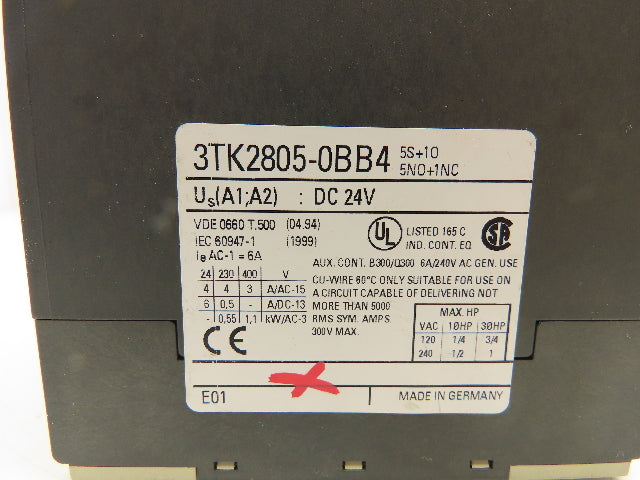 3TK2805-0BB4 5S+1O
5NO+1NC
Us(A1;A2) : DC 24V
VDE 0660 T.500 (04.94)
IEC 60947-1 (1999)
Ie AC-1 = 6A
UL LISTED 165 C
IND. CONT. EQ.
SA
AUX. CONT. B300/Q300 6A/240V AC GEN. USE
CU-WIRE 60°C ONLY SUITABLE FOR USE ON
A CIRCUIT CAPABLE OF DELIVERING NOT
MORE THAN 5000
RMS SYM. AMPS
300V MAX.
24 230 400 V
4 4 3 A/AC-15
6 0,5 - A/DC-13
- 0,55 1,1 kW/AC-3
MAX. HP
VAC 1ØHP 3ØHP
120 1/4 3/4
240 1/2 1
CE
E01
MADE IN GERMANY